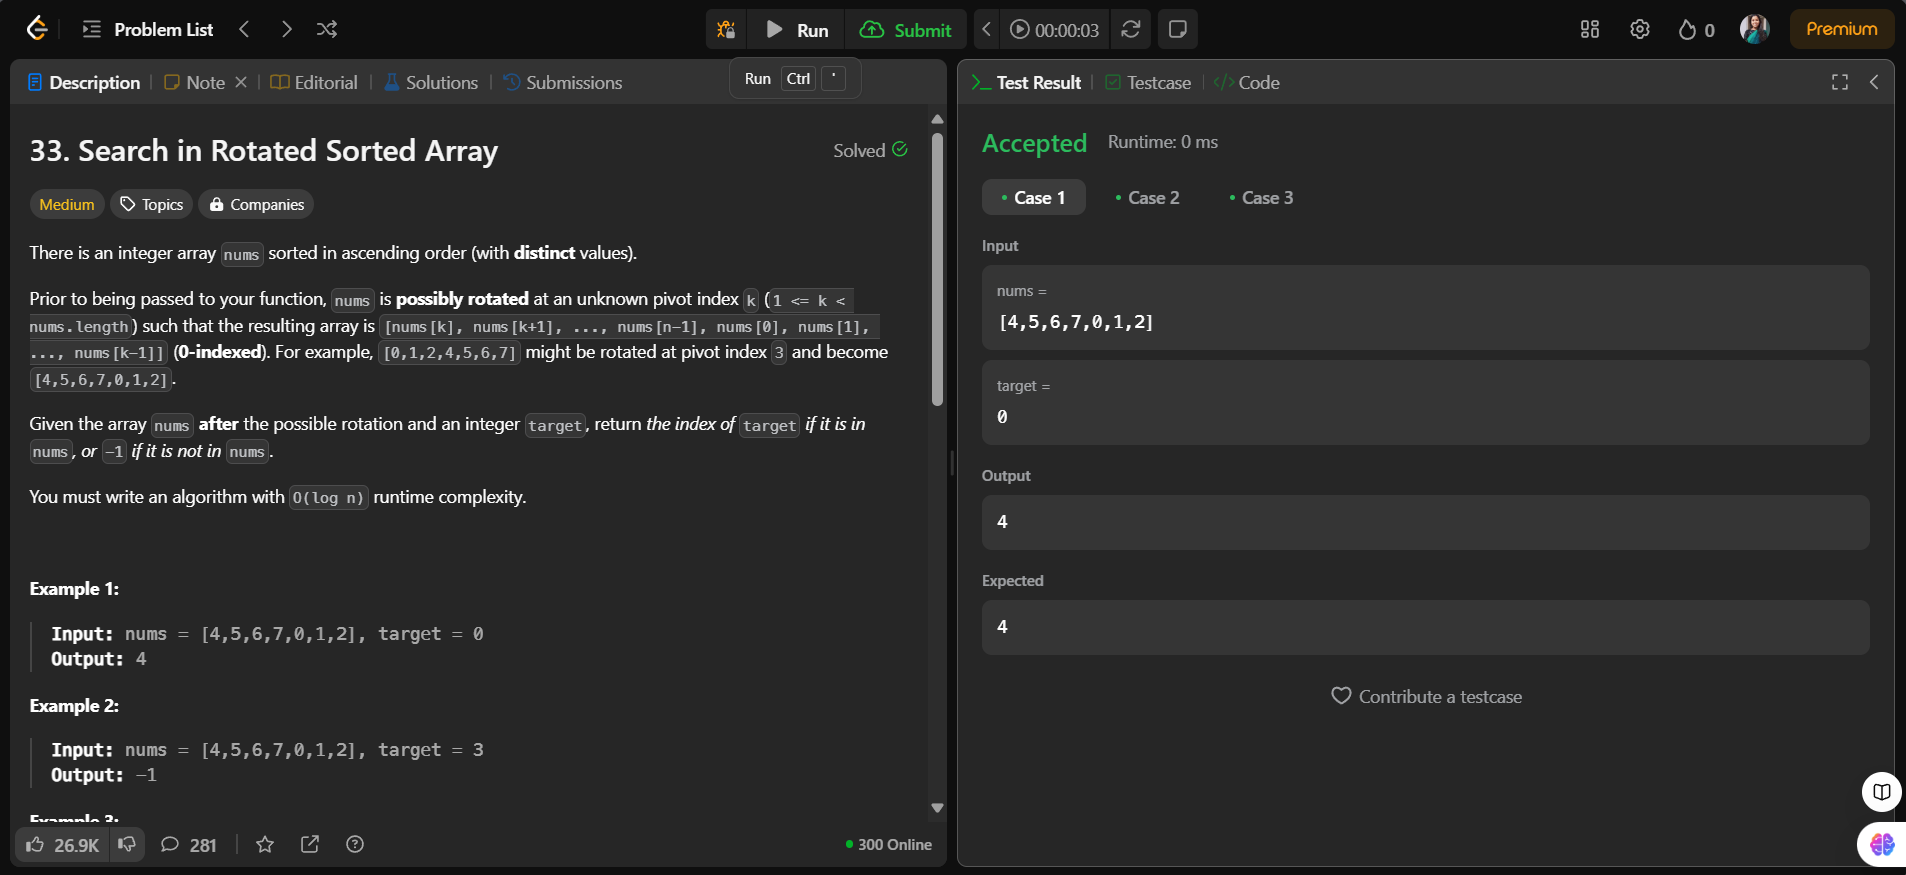 Problem List
Run
Submit
00:00:03
0
Premium
Description
Note
Editorial
Solutions
Submissions
Run Ctrl '
33. Search in Rotated Sorted Array
Solved
Medium
Topics
Companies
There is an integer array nums sorted in ascending order (with distinct values).
Prior to being passed to your function, nums is possibly rotated at an unknown pivot index k (1 <= k <
nums.length) such that the resulting array is [nums[k], nums[k+1], ..., nums[n-1], nums[0], nums[1],
..., nums[k-1]] (0-indexed). For example, [0,1,2,4,5,6,7] might be rotated at pivot index 3 and become
[4,5,6,7,0,1,2].
Given the array nums after the possible rotation and an integer target, return the index of target if it is in
nums, or -1 if it is not in nums.
You must write an algorithm with O(log n) runtime complexity.
Example 1:
Input: nums = [4,5,6,7,0,1,2], target = 0
Output: 4
Example 2:
Input: nums = [4,5,6,7,0,1,2], target = 3
Output: -1
Example 3:
26.9K
281
300 Online
Test Result
Testcase
Code
Accepted
Runtime: 0 ms
Case 1
Case 2
Case 3
Input
nums =
[4,5,6,7,0,1,2]
target =
0
Output
4
Expected
4
Contribute a testcase